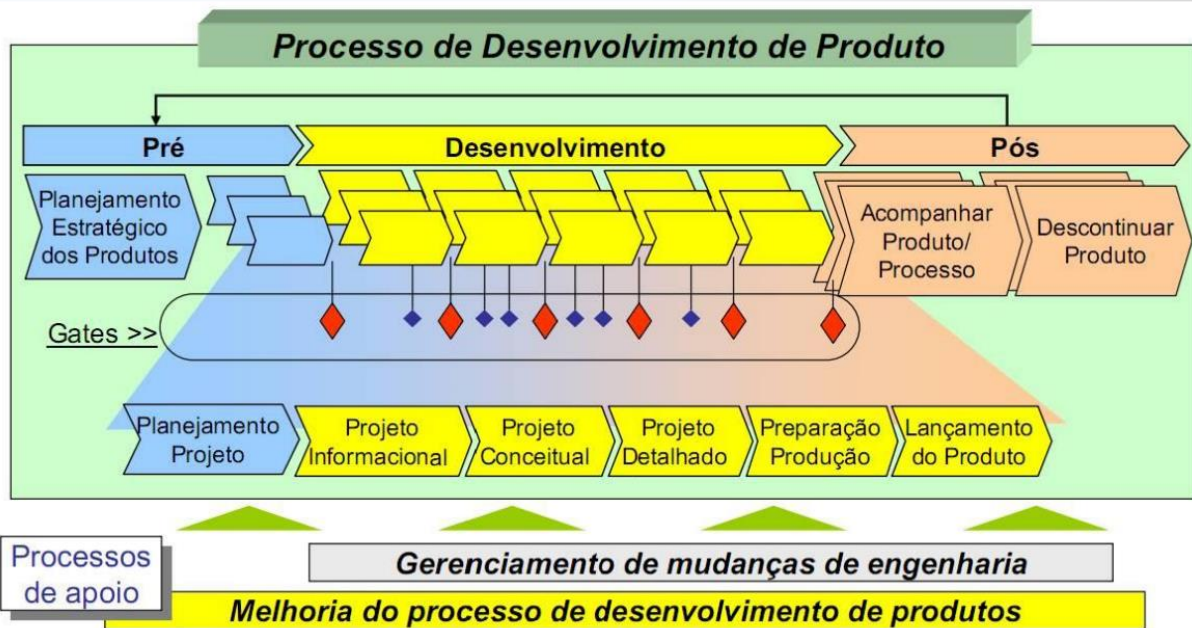 Processo de Desenvolvimento de Produto
Pré
Desenvolvimento
Pós
Planejamento
Estratégico
dos Produtos
Acompanhar
Produto/
Processo
Descontinuar
Produto
Gates >>
Planejamento
Projeto
Projeto
Informacional
Projeto
Conceitual
Projeto
Detalhado
Preparação
Produção
Lançamento
do Produto
Processos
de apoio
Gerenciamento de mudanças de engenharia
Melhoria do processo de desenvolvimento de produtos